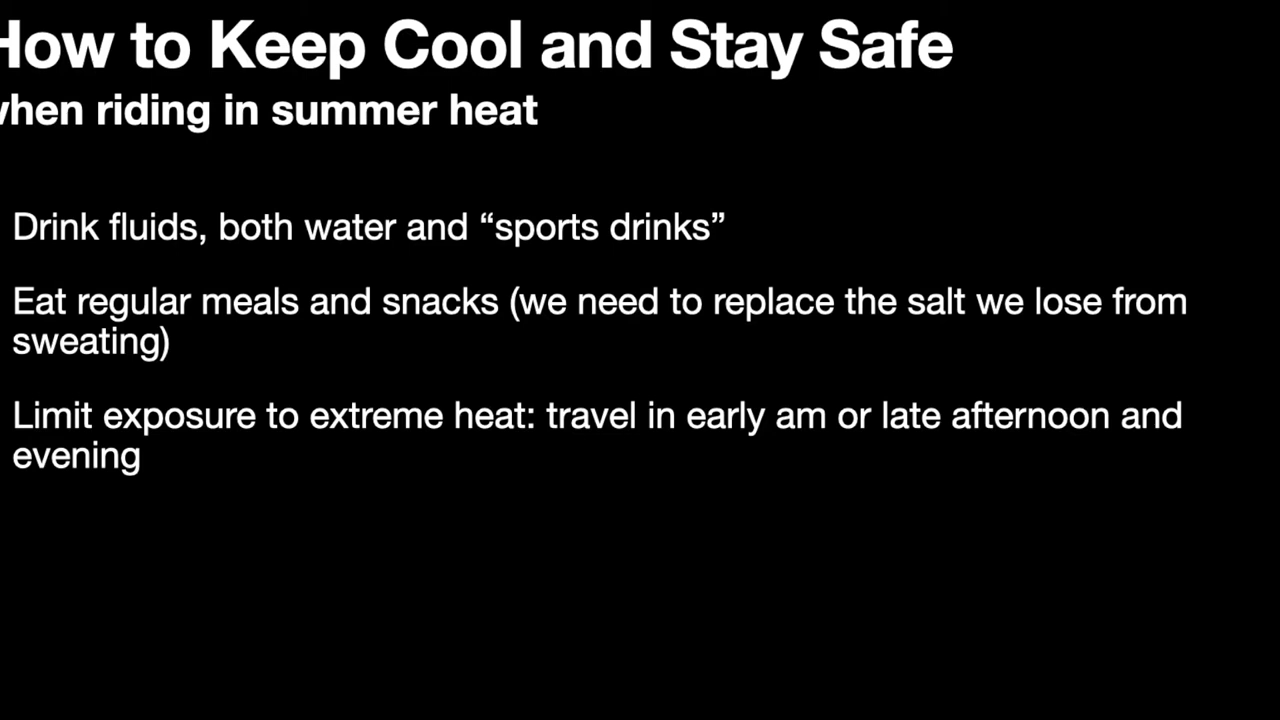 How to Keep Cool and Stay Safe
when riding in summer heat
Drink fluids, both water and “sports drinks”
Eat regular meals and snacks (we need to replace the salt we lose from
sweating)
Limit exposure to extreme heat: travel in early am or late afternoon and
evening